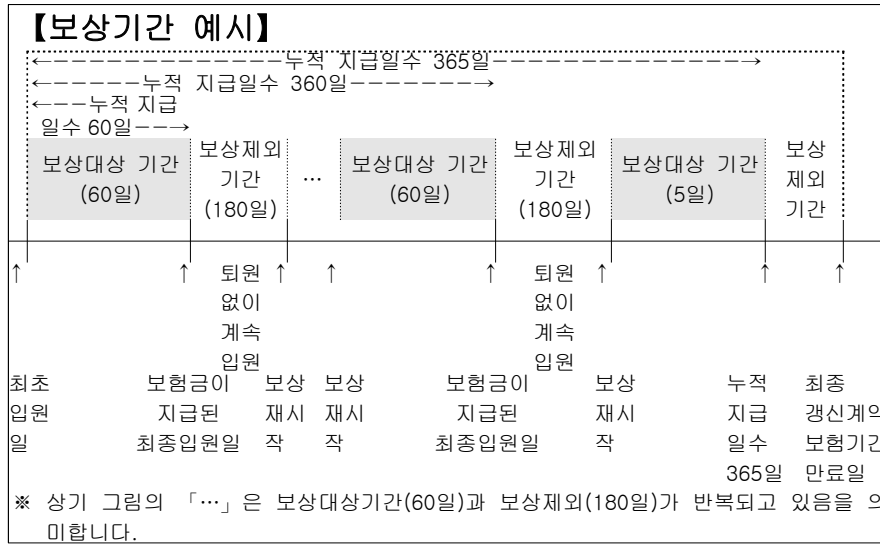 【보상기간 예시】
←−−−−−−−−−−−−−−누적 지급일수 365일−−−−−−−−−−−−−−−→
←−−−−−−누적 지급일수 360일−−−−−−−−→
←−−누적 지급
일수 60일−−→
보상대상 기간
(60일)
보상제외
기간
(180일)
…
보상대상 기간
(60일)
보상제외
기간
(180일)
보상대상 기간
(5일)
보상
제외
기간
↑ ↑ ↑ ↑ ↑ ↑ ↑ ↑
퇴원
없이
계속
입원
퇴원
없이
계속
입원
최초
입원
일
보험금이
지급된
최종입원일
보상
재시
작
보상
재시
작
보험금이
지급된
최종입원일
보상
재시
작
누적
지급
일수
365일
최종
갱신계약
보험기간
만료일
※ 상기 그림의 「…」은 보상대상기간(60일)과 보상제외(180일)가 반복되고 있음을 의
미합니다.